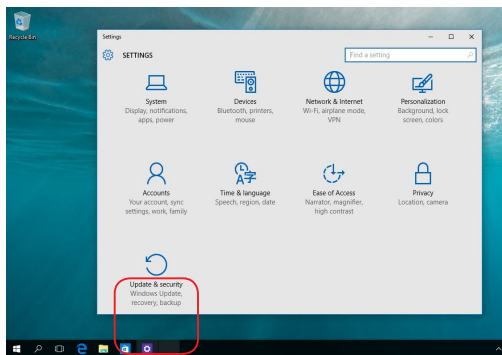 Recycle Bin
Settings
SETTINGS
Find a setting
System
Display, notifications,
apps, power
Devices
Bluetooth, printers,
mouse
Network & Internet
Wi-Fi, airplane mode,
VPN
Personalization
Background, lock
screen, colors
Accounts
Your account, sync
settings, work, family
Time & language
Speech, region, date
Ease of Access
Narrator, magnifier,
high contrast
Privacy
Location, camera
Update & security
Windows Update,
recovery, backup